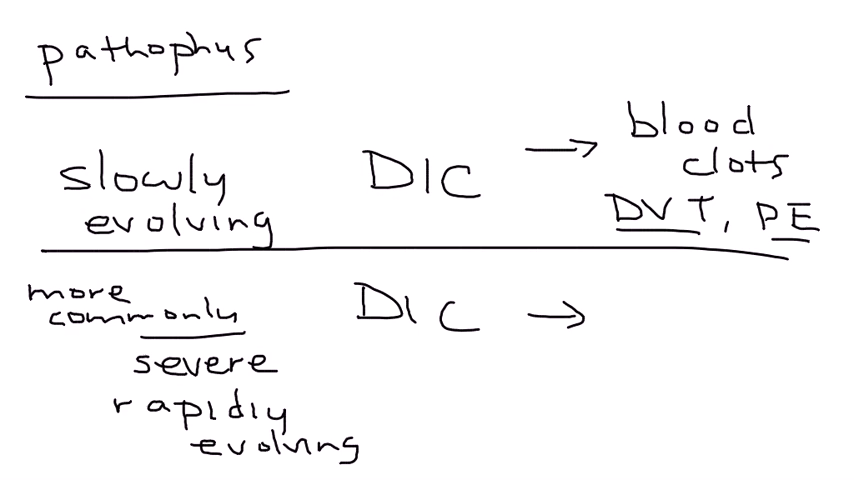 pathophys
slowly evolving DIC → blood clots DVT, PE
more commonly DIC →
severe
rapidly
evolving